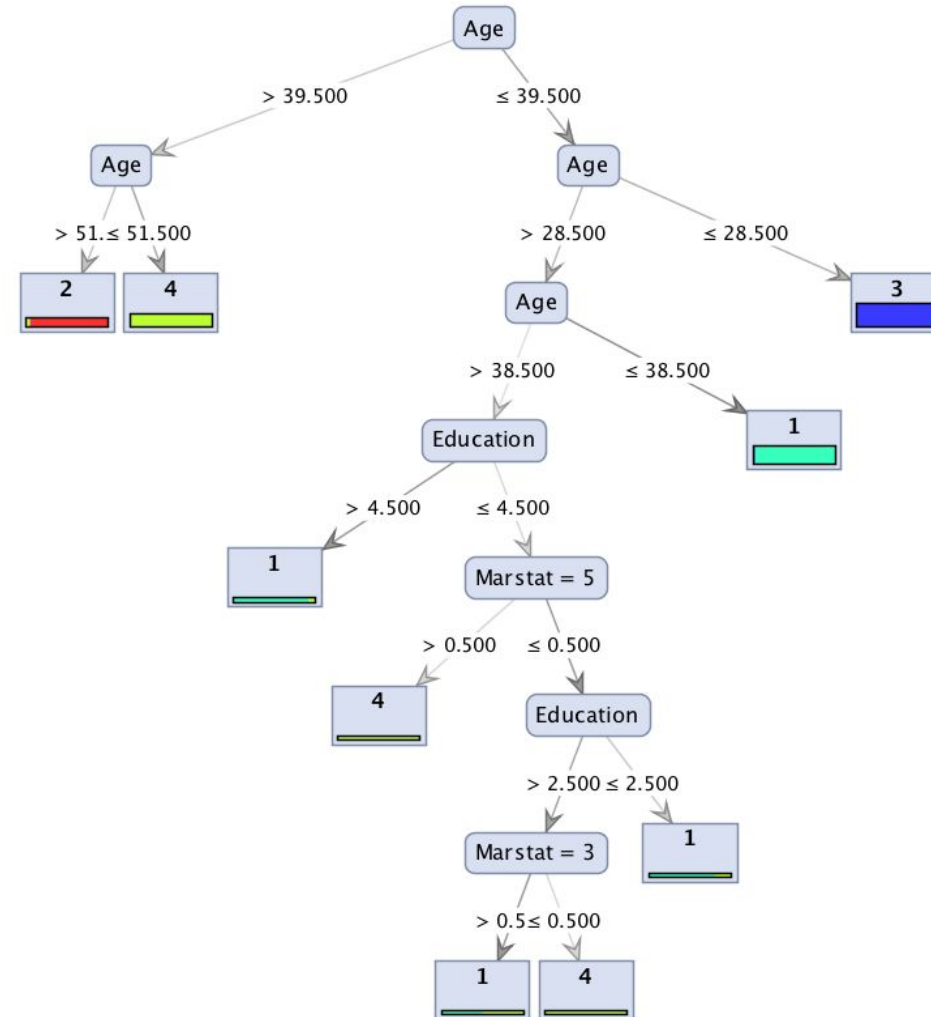 Age
> 39.500 ≤ 39.500
Age Age
> 51.≤ 51.500 > 28.500 ≤ 28.500
2 4 Age 3
> 38.500 ≤ 38.500
Education 1
> 4.500 ≤ 4.500
1 Marstat = 5
> 0.500 ≤ 0.500
4 Education
> 2.500 ≤ 2.500
Marstat = 3 1
> 0.5≤ 0.500
1 4